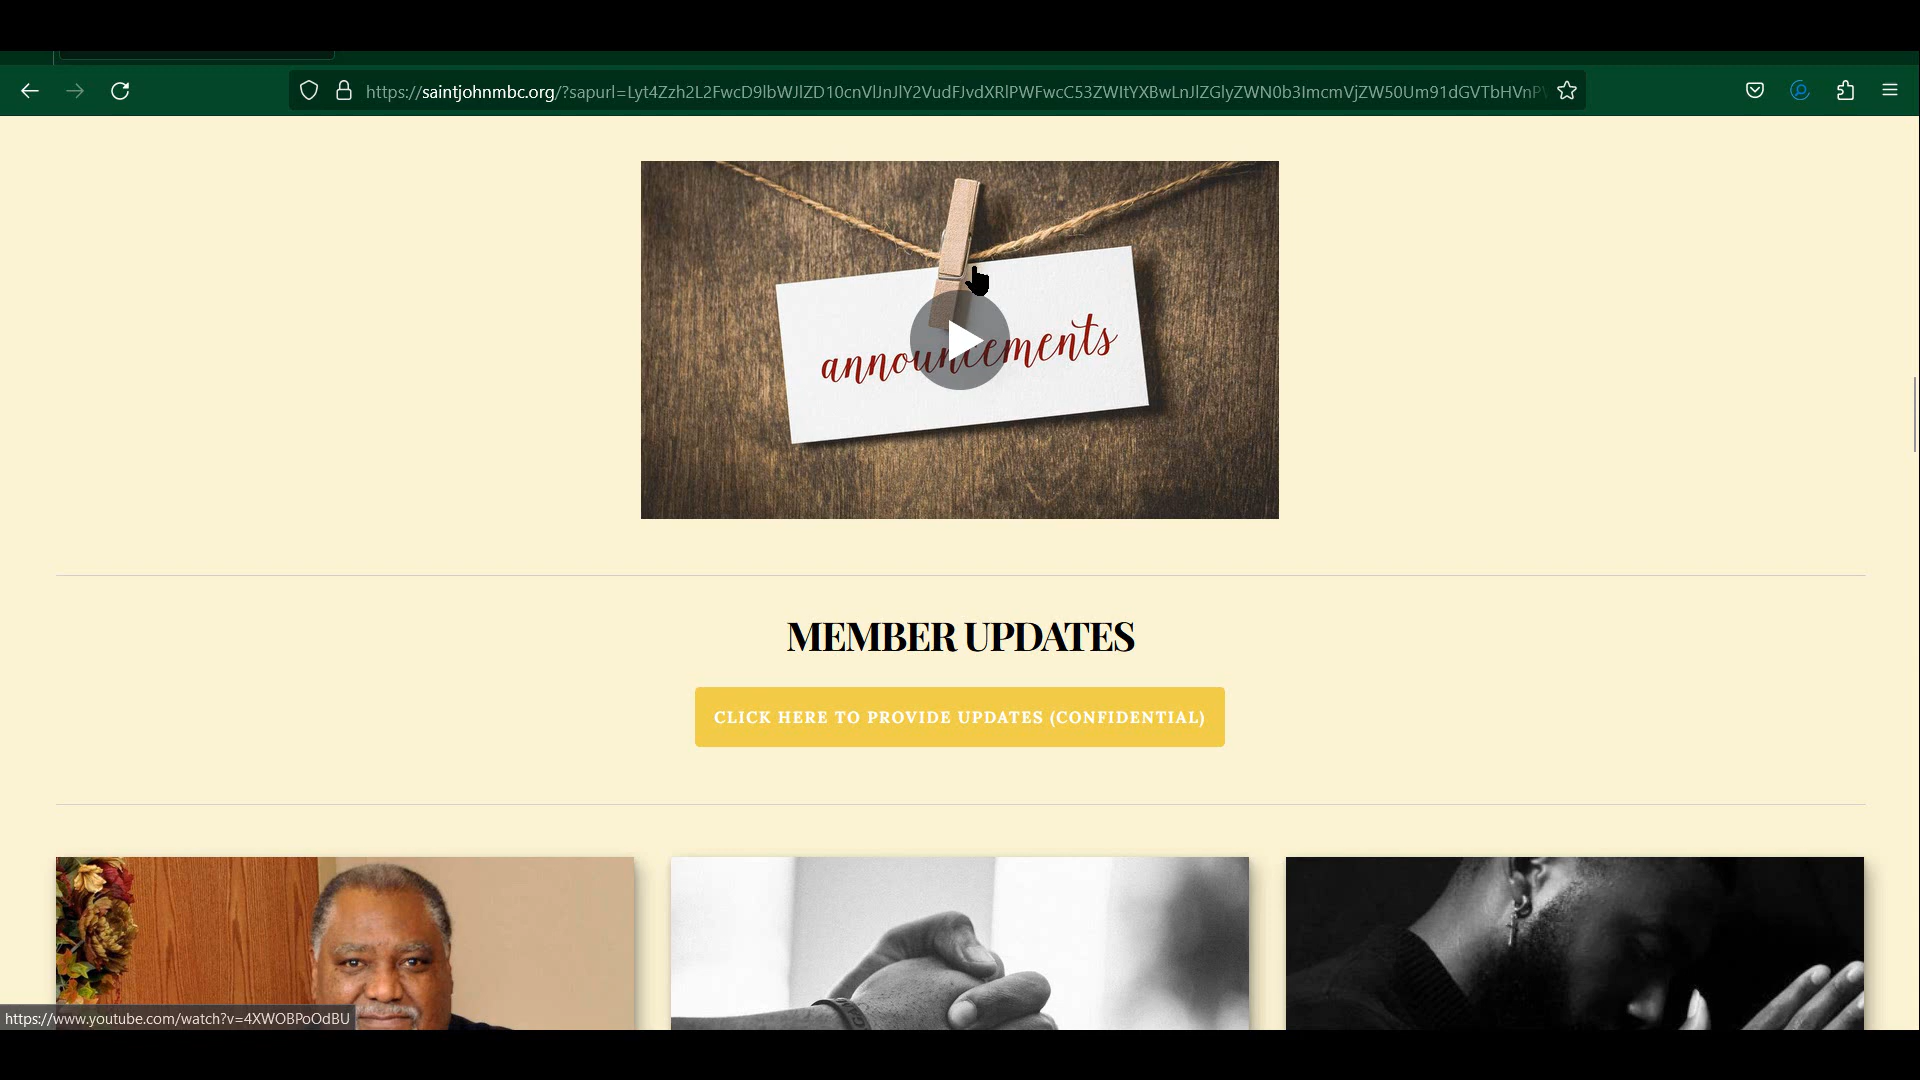 https://saintjohnmbc.org/?sapurl=Lyt4Zzh2L2FwcD9lbWJlZD10cnVlJnJlY2VudFJvdXRlPWFwcC53ZWItYXBwLnJlZGlyZWN0b3ImcmVjZW50Um91dGVTbHVnPV
announcements
MEMBER UPDATES
CLICK HERE TO PROVIDE UPDATES (CONFIDENTIAL)
https://www.youtube.com/watch?v=4XWOBPoOdBU